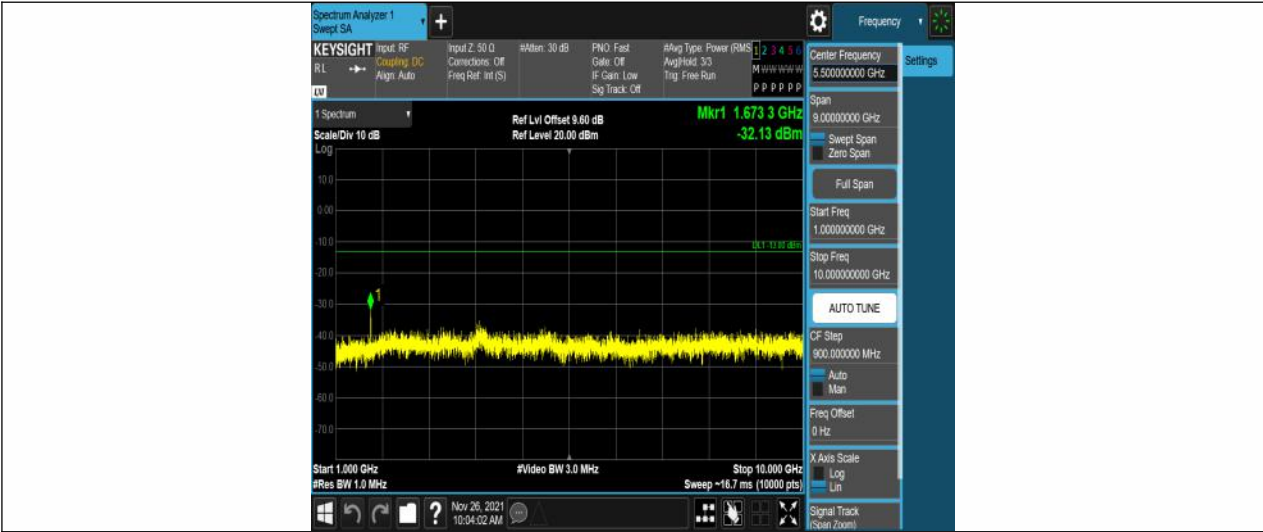 Spectrum Analyzer 1
Swept SA
+
Frequency
KEYSIGHT
RL
LV
Input: RF
Coupling: DC
Align: Auto
Input Z: 50 Ω
Corrections: Off
Freq Ref: Int (S)
#Atten: 30 dB
PNO: Fast
Gate: Off
IF Gain: Low
Sig Track: Off
#Avg Type: Power (RMS
Avg|Hold: 3/3
Trig: Free Run
1 2 3 4 5 6
M W W W W W
P P P P P P
1 Spectrum
Scale/Div 10 dB
Log
Ref Lvl Offset 9.60 dB
Ref Level 20.00 dBm
Mkr1 1.673 3 GHz
-32.13 dBm
10.0
0.00
-10.0
DL1 -13.00 dBm
-20.0
1
-30.0
-40.0
-50.0
-60.0
-70.0
Start 1.000 GHz
#Res BW 1.0 MHz
#Video BW 3.0 MHz
Stop 10.000 GHz
Sweep ~16.7 ms (10000 pts)
?
Nov 26, 2021
10:04:02 AM
Center Frequency
5.500000000 GHz
Settings
Span
9.00000000 GHz
Swept Span
Zero Span
Full Span
Start Freq
1.000000000 GHz
Stop Freq
10.000000000 GHz
AUTO TUNE
CF Step
900.000000 MHz
Auto
Man
Freq Offset
0 Hz
X Axis Scale
Log
Lin
Signal Track
(Span Zoom)